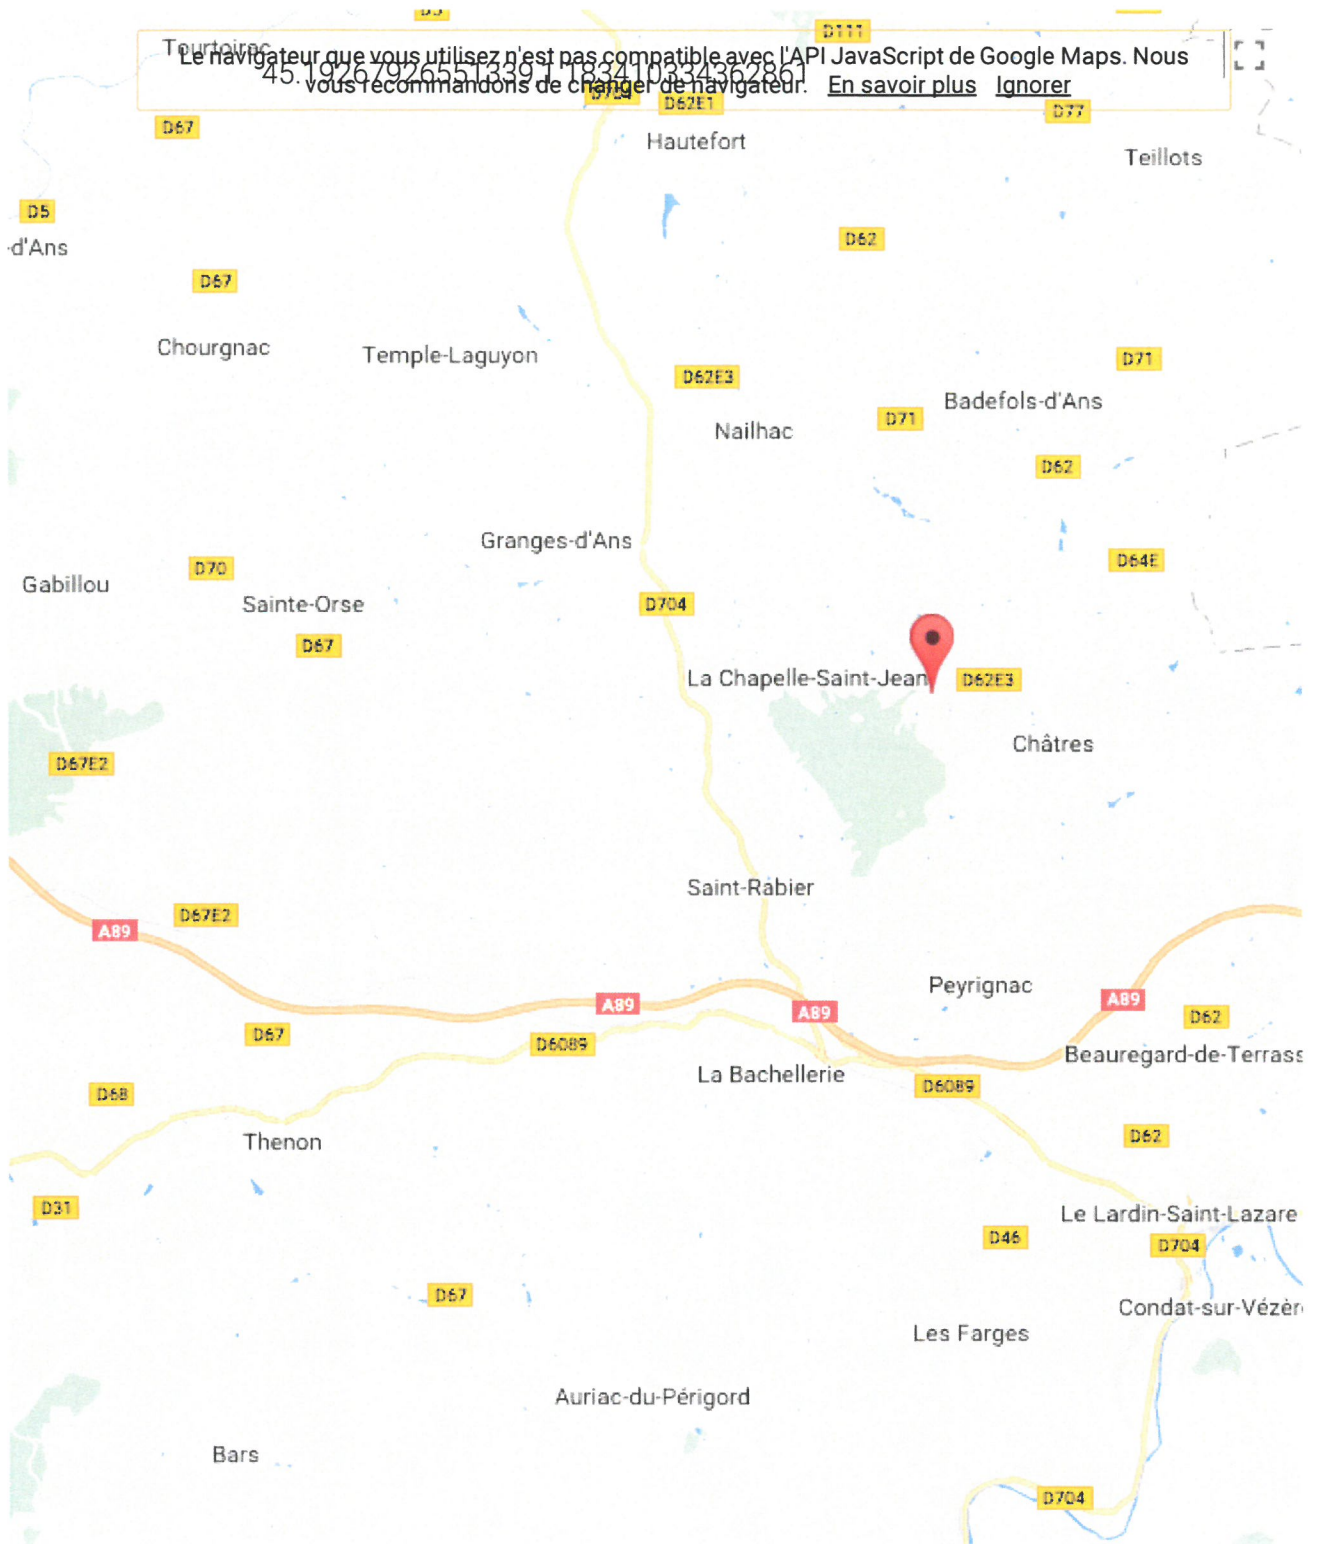 D111
Tourtoirac
Le navigateur que vous utilisez n'est pas compatible avec l'API JavaScript de Google Maps. Nous
vous recommandons de changer de navigateur. En savoir plus Ignorer
D704
D62E1
D77
D67
Hautefort
Teillots
D5
-d'Ans
D62
D67
Chourgnac
Temple-Laguyon
D62E3
D71
Badefols-d'Ans
D71
Nailhac
D62
Granges-d'Ans
D64E
D70
Gabillou
Sainte-Orse
D704
D67
La Chapelle-Saint-Jean
D62E3
Châtres
D67E2
Saint-Rabier
D67E2
A89
Peyrignac
A89
A89
A89
D62
D67
D6089
Beauregard-de-Terrass
La Bachellerie
D6089
D68
D62
Thenon
D31
Le Lardin-Saint-Lazare
D46
D704
D67
Condat-sur-Vézèr
Les Farges
Auriac-du-Périgord
Bars
D704